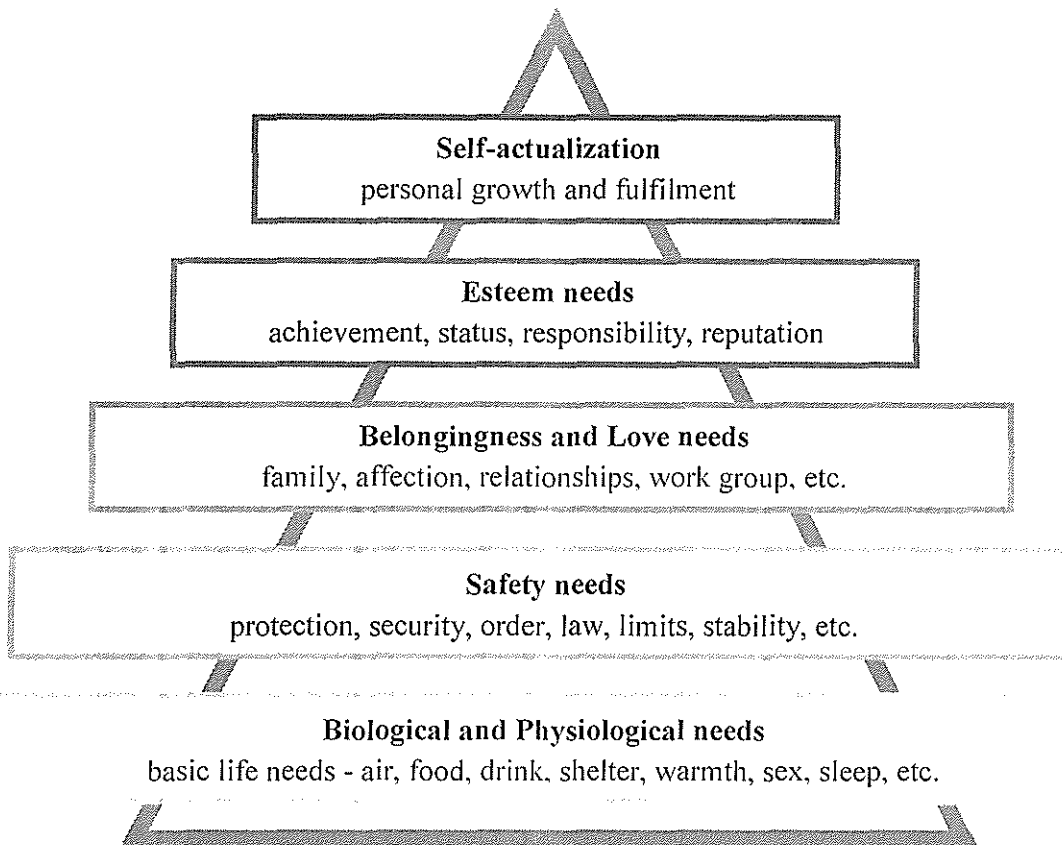 Self-actualization
personal growth and fulfilment
Esteem needs
achievement, status, responsibility, reputation
Belongingness and Love needs
family, affection, relationships, work group, etc.
Safety needs
protection, security, order, law, limits, stability, etc.
Biological and Physiological needs
basic life needs - air, food, drink, shelter, warmth, sex, sleep, etc.